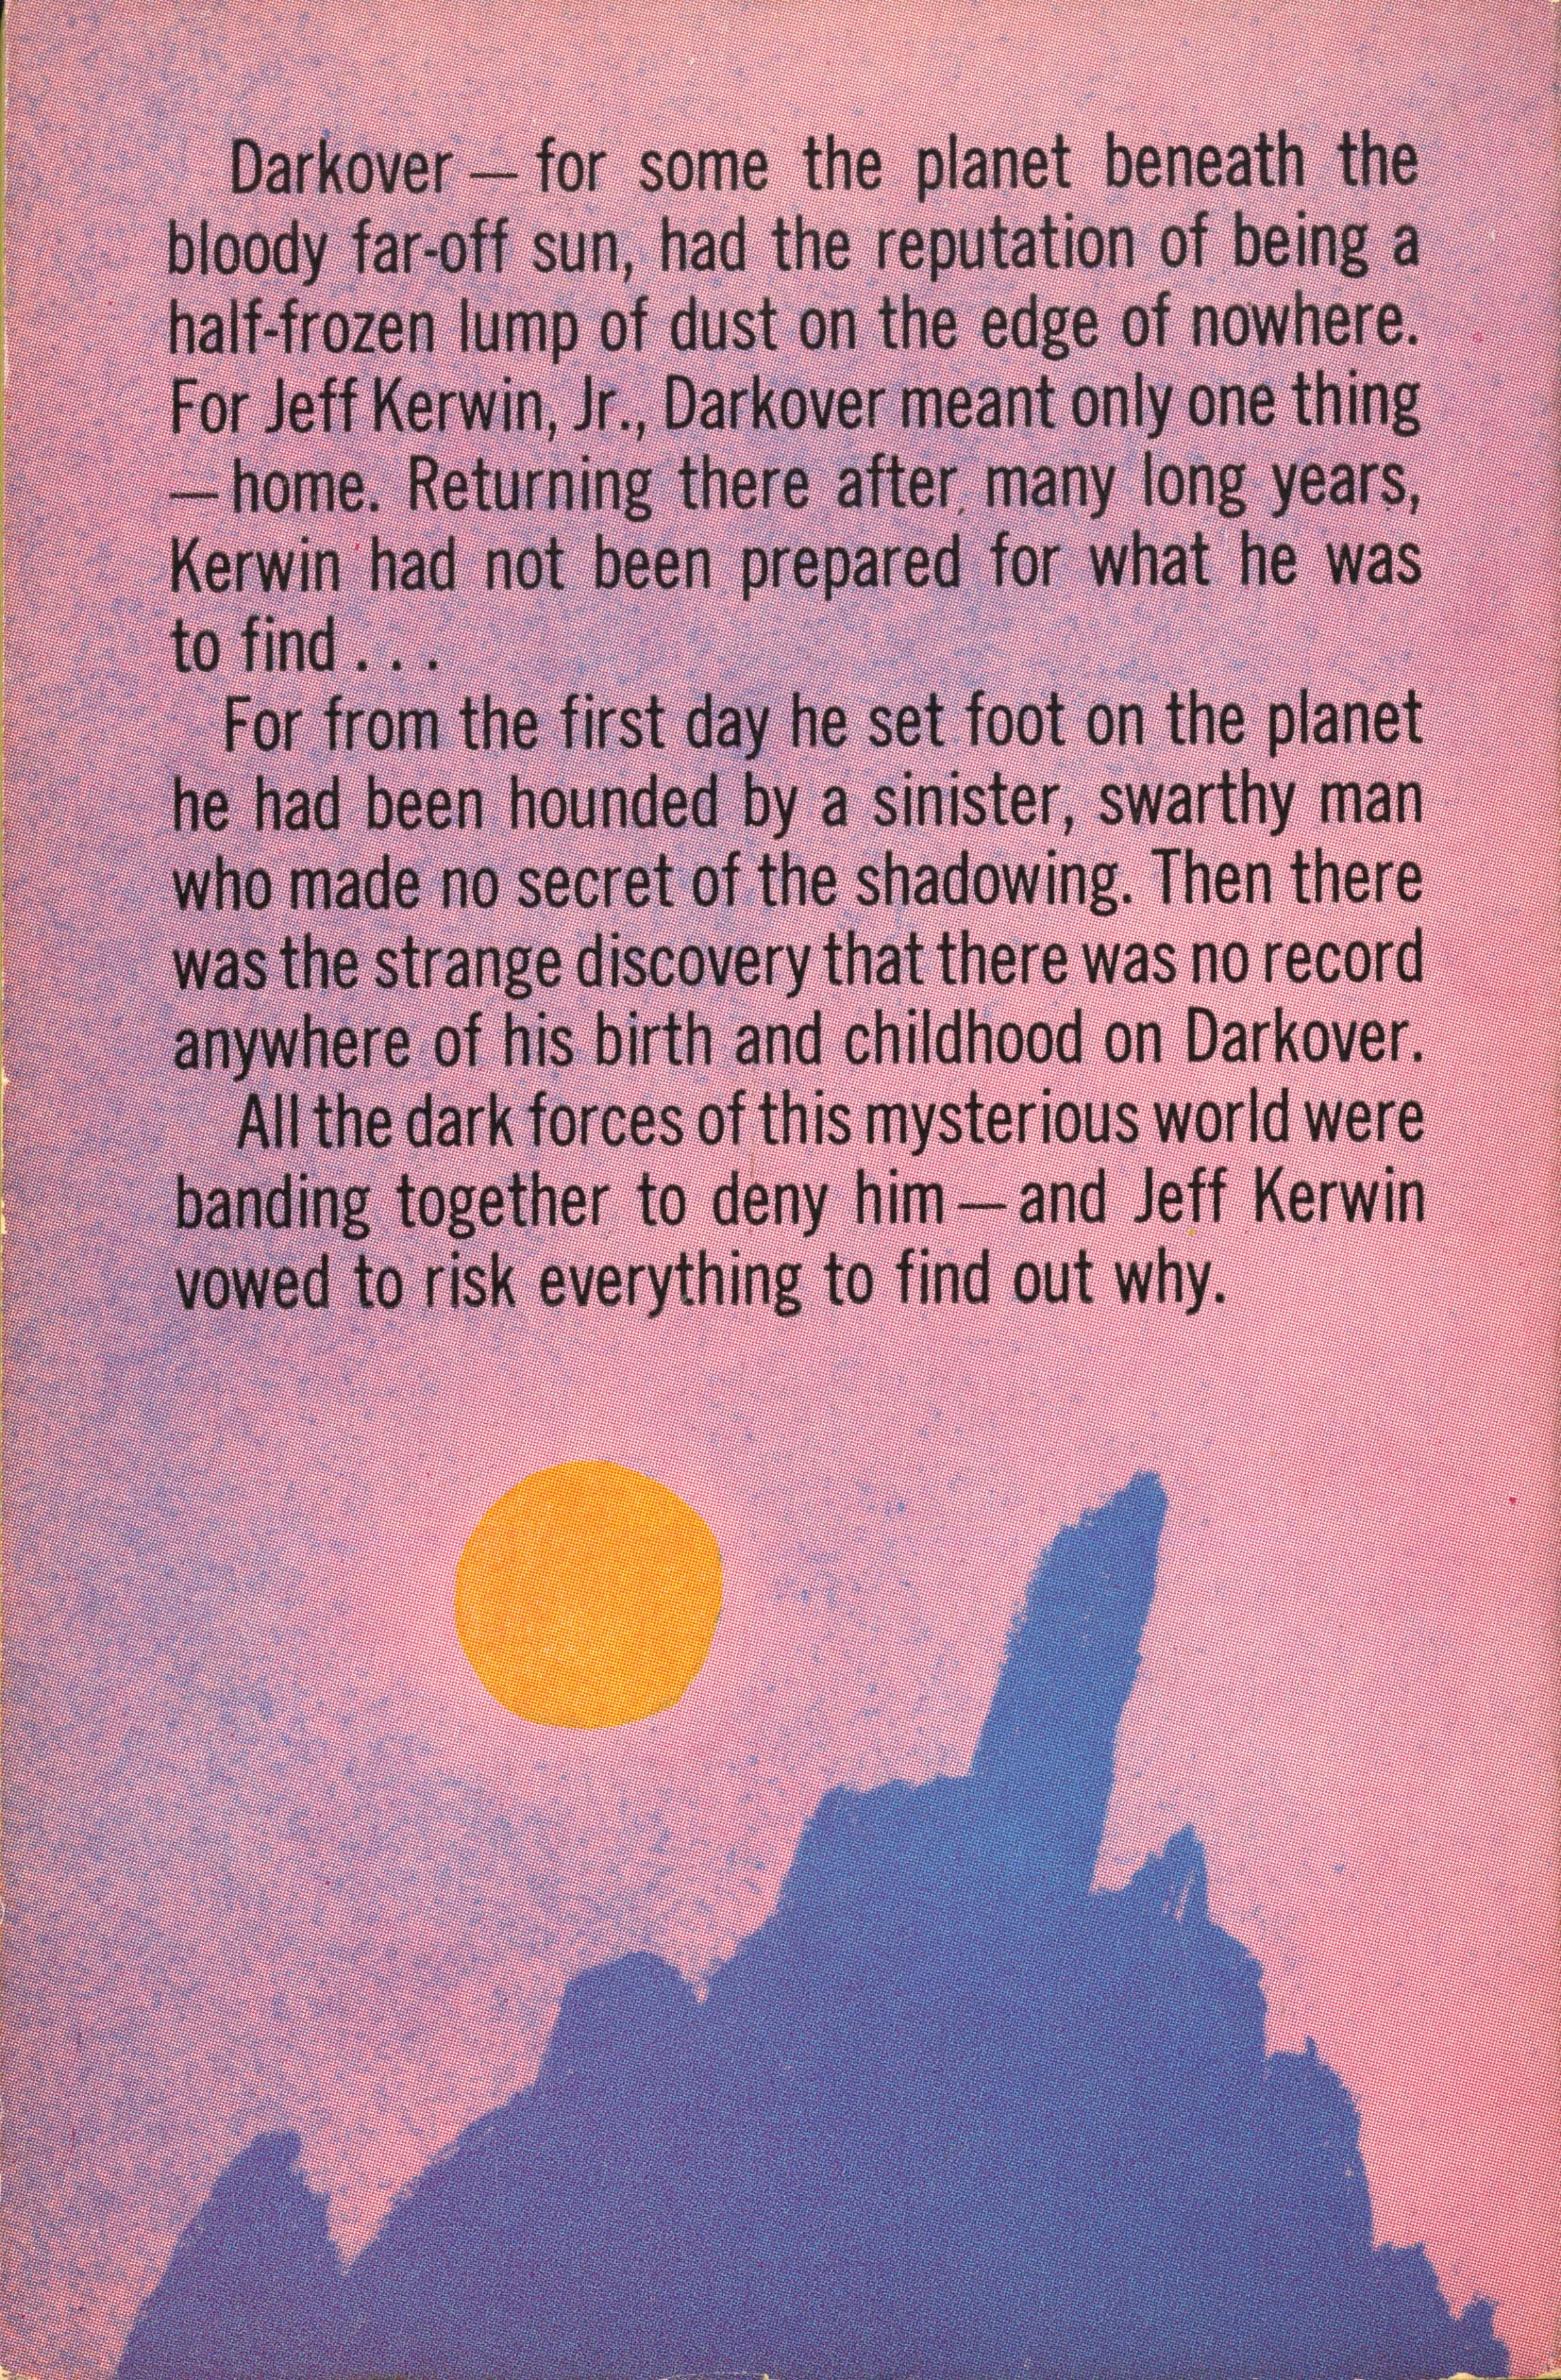 Darkover — for some the planet beneath the
bloody far-off sun, had the reputation of being a
half-frozen lump of dust on the edge of nowhere.
For Jeff Kerwin, Jr., Darkover meant only one thing
— home. Returning there after many long years,
Kerwin had not been prepared for what he was
to find . . .
For from the first day he set foot on the planet
he had been hounded by a sinister, swarthy man
who made no secret of the shadowing. Then there
was the strange discovery that there was no record
anywhere of his birth and childhood on Darkover.
All the dark forces of this mysterious world were
banding together to deny him — and Jeff Kerwin
vowed to risk everything to find out why.